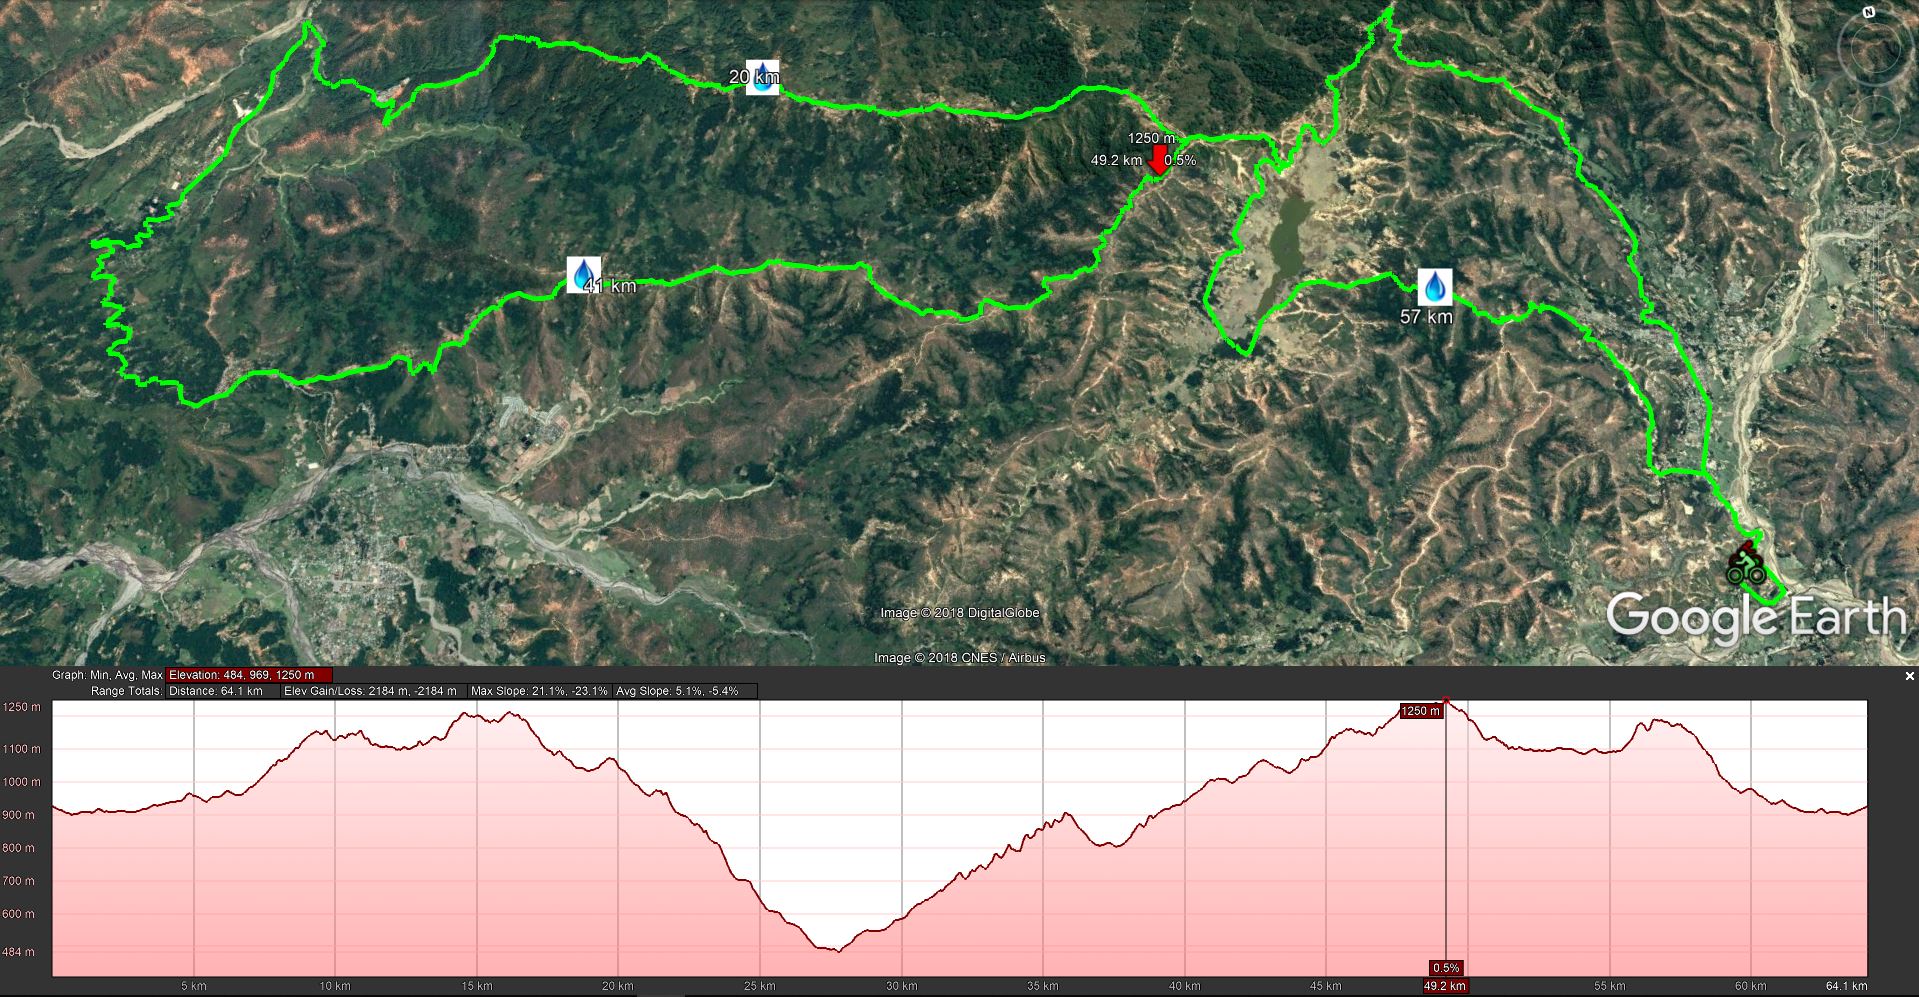 N
20 km
1250 m
49.2 km 0.5%
41 km
57 km
Google Earth
Image © 2018 DigitalGlobe
Image © 2018 CNES / Airbus
Graph: Min, Avg, Max Elevation: 484, 969, 1250 m
Range Totals: Distance: 64.1 km Elev Gain/Loss: 2184 m, -2184 m Max Slope: 21.1%, -23.1% Avg Slope: 5.1%, -5.4%
1250 m
1250 m
1100 m
1000 m
900 m
800 m
700 m
600 m
484 m
0.5%
5 km 10 km 15 km 20 km 25 km 30 km 35 km 40 km 45 km 49.2 km 55 km 60 km 64.1 km